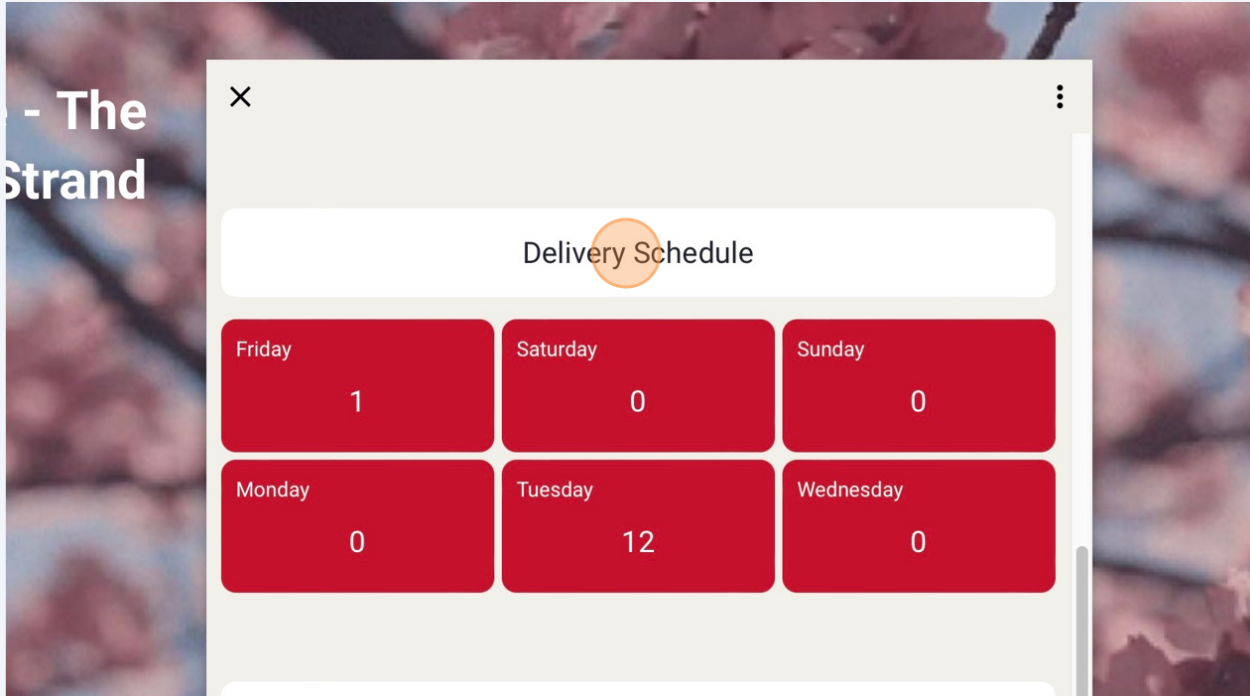 - The
Strand
Delivery Schedule
Friday
Saturday
Sunday
1
0
0
Monday
Tuesday
Wednesday
0
12
0